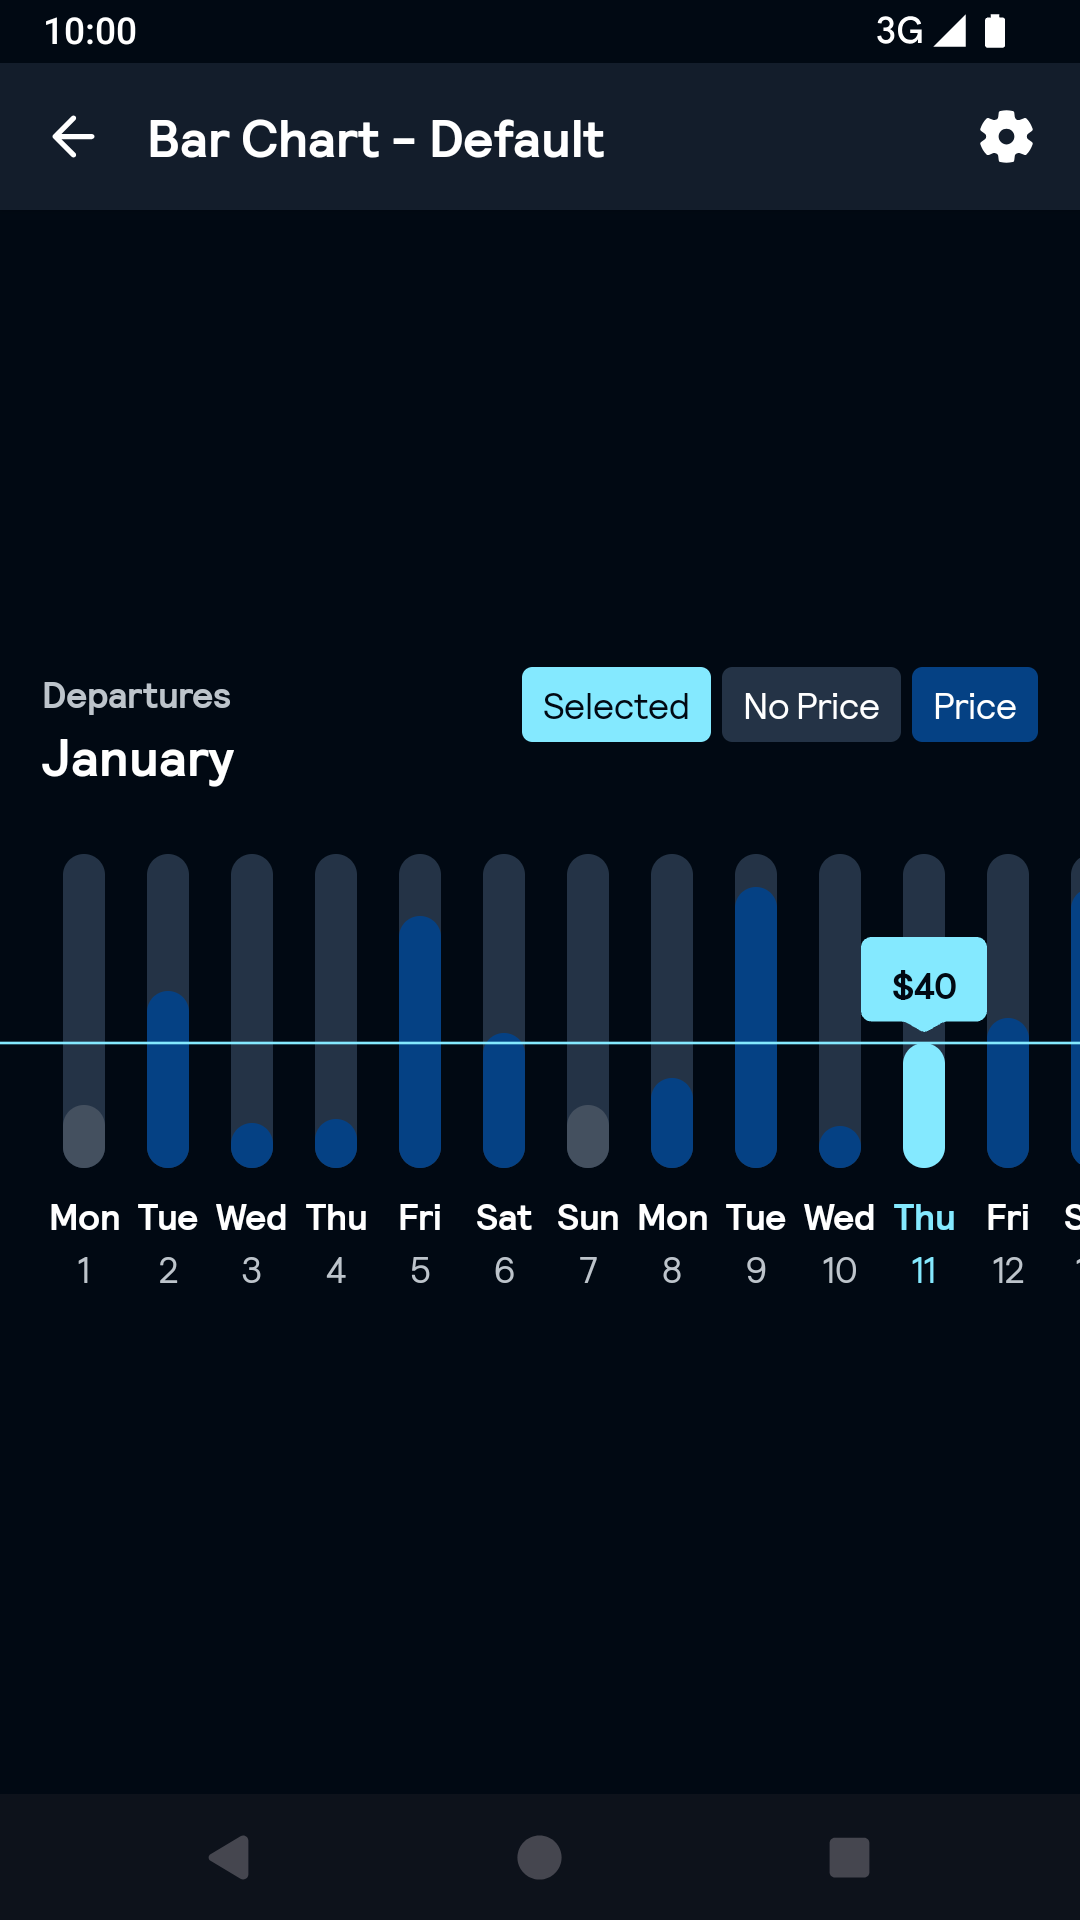 10:00 3G
Bar Chart - Default
Departures
January
Selected No Price Price
$40
Mon Tue Wed Thu Fri Sat Sun Mon Tue Wed Thu Fri S
1 2 3 4 5 6 7 8 9 10 11 12